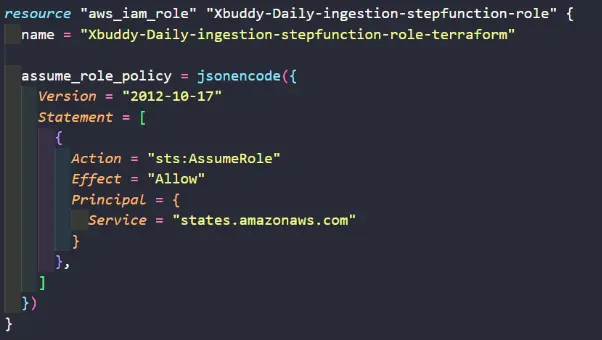 resource "aws_iam_role" "Xbuddy-Daily-ingestion-stepfunction-role" {
name = "Xbuddy-Daily-ingestion-stepfunction-role-terraform"
assume_role_policy = jsonencode({
Version = "2012-10-17"
Statement = [
{
Action = "sts:AssumeRole"
Effect = "Allow"
Principal = {
Service = "states.amazonaws.com"
}
},
]
})
}